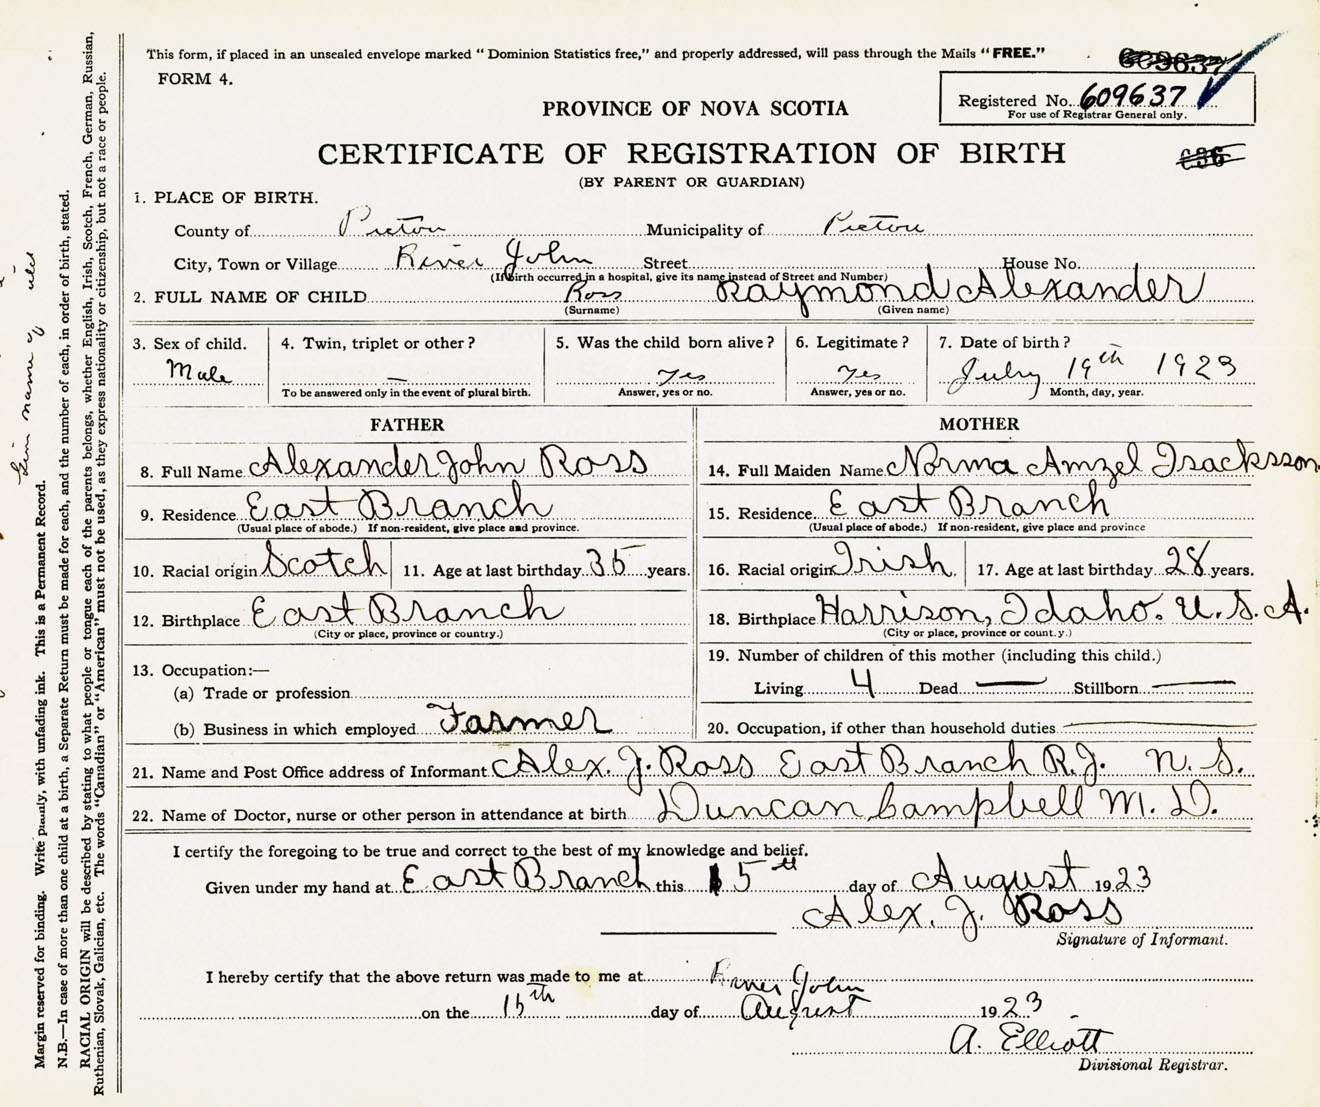 This form, if placed in an unsealed envelope marked "Dominion Statistics free," and properly addressed, will pass through the Mails "FREE."
609637
FORM 4.
Registered No. 609637
For use of Registrar General only.
PROVINCE OF NOVA SCOTIA
CERTIFICATE OF REGISTRATION OF BIRTH
636
(BY PARENT OR GUARDIAN)
1. PLACE OF BIRTH.
County of Pictou Municipality of Pictou
City, Town or Village River John Street House No.
(If birth occurred in a hospital, give its name instead of Street and Number)
2. FULL NAME OF CHILD Ross Raymond Alexander
(Surname) (Given name)
3. Sex of child. 4. Twin, triplet or other? 5. Was the child born alive? 6. Legitimate? 7. Date of birth?
Male — Yes Yes July 19th 1923
To be answered only in the event of plural birth. Answer, yes or no. Answer, yes or no. Month, day, year.
FATHER MOTHER
8. Full Name Alexander John Ross 14. Full Maiden Name Norma Amzel Isacksson
9. Residence East Branch 15. Residence East Branch
(Usual place of abode.) If non-resident, give place and province. (Usual place of abode.) If non-resident, give place and province
10. Racial origin Scotch 11. Age at last birthday 35 years. 16. Racial origin Irish 17. Age at last birthday 28 years.
12. Birthplace East Branch 18. Birthplace Harrison, Idaho. U.S.A.
(City or place, province or country.) (City or place, province or count.y.)
13. Occupation:— 19. Number of children of this mother (including this child.)
(a) Trade or profession Living 4 Dead — Stillborn —
(b) Business in which employed Farmer 20. Occupation, if other than household duties —
21. Name and Post Office address of Informant Alex. J. Ross East Branch R.J. N.S.
22. Name of Doctor, nurse or other person in attendance at birth Duncan Campbell M.D.
I certify the foregoing to be true and correct to the best of my knowledge and belief.
Given under my hand at East Branch this 15th day of August 1923
Alex. J. Ross
Signature of Informant.
I hereby certify that the above return was made to me at River John
on the 15th day of August 1923
A. Elliott
Divisional Registrar.
Margin reserved for binding. Write plainly, with unfading ink. This is a Permanent Record.
N.B.—In case of more than one child at a birth, a Separate Return must be made for each, and the number of each, in order of birth, stated.
RACIAL ORIGIN will be described by stating to what people or tongue each of the parents belongs, whether English, Irish, Scotch, French, German, Russian,
Ruthenian, Slovak, Galician, etc. The words "Canadian" or "American" must not be used, as they express nationality or citizenship, but not a race or people.
name of